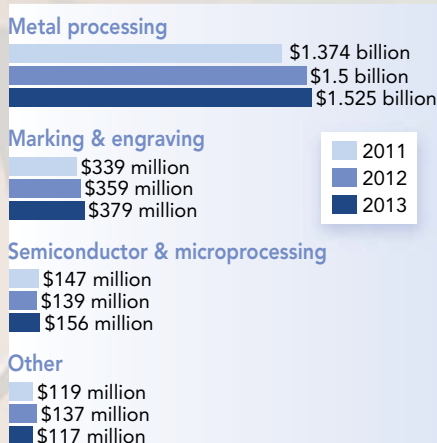 Metal processing
$1.374 billion
$1.5 billion
$1.525 billion
Marking & engraving
$339 million
$359 million
$379 million
2011
2012
2013
Semiconductor & microprocessing
$147 million
$139 million
$156 million
Other
$119 million
$137 million
$117 million